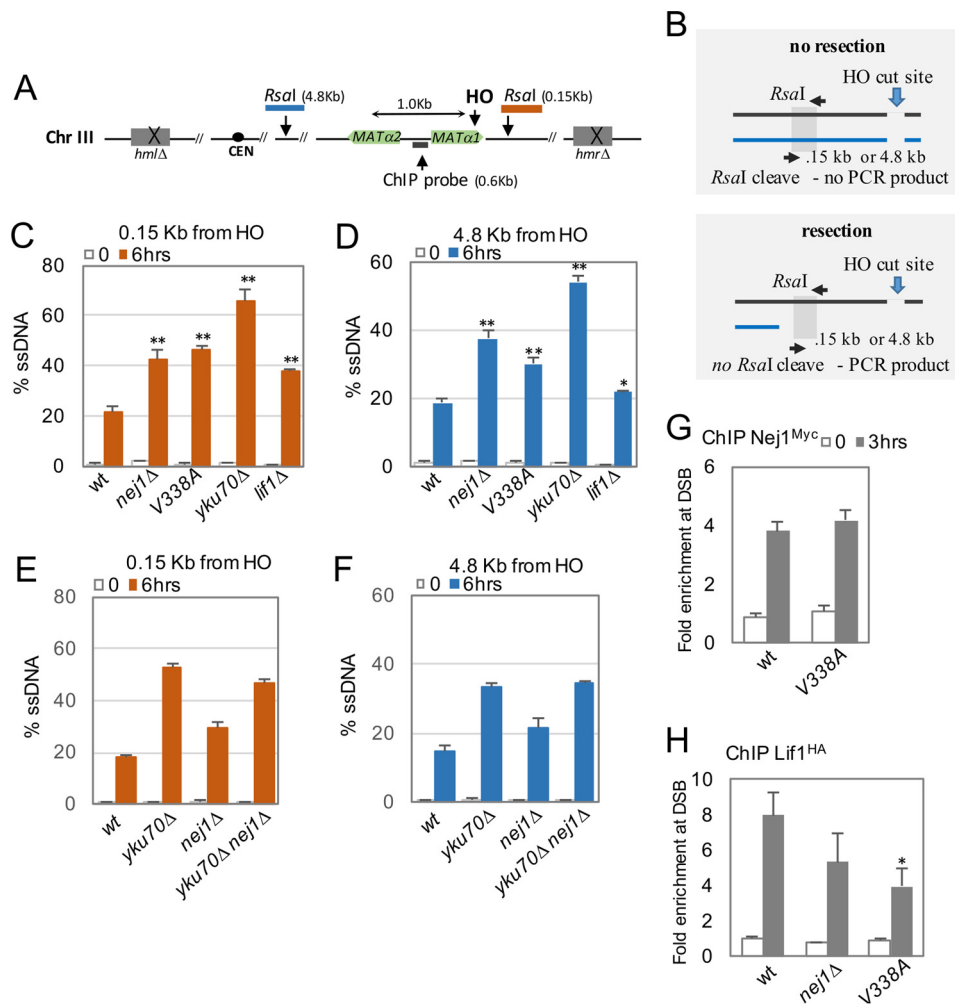 A
RsaI (4.8Kb)
1.0Kb
HO
RsaI (0.15Kb)
Chr III
MATα2
MATα1
hmlΔ
CEN
hmrΔ
ChIP probe (0.6Kb)
B
no resection
HO cut site
RsaI
.15 kb or 4.8 kb
RsaI cleave - no PCR product
resection
HO cut site
RsaI
.15 kb or 4.8 kb
no RsaI cleave - PCR product
C
0.15 Kb from HO
0 6hrs
% ssDNA
80
60
40
20
0
** ** ** **
wt nej1Δ V338A yku70Δ lif1Δ
D
4.8 Kb from HO
0 6hrs
% ssDNA
60
40
20
0
** ** ** *
wt nej1Δ V338A yku70Δ lif1Δ
E
0.15 Kb from HO
0 6hrs
% ssDNA
80
60
40
20
0
wt yku70Δ nej1Δ yku70Δ nej1Δ
F
4.8 Kb from HO
0 6hrs
% ssDNA
80
60
40
20
0
wt yku70Δ nej1Δ yku70Δ nej1Δ
G
ChIP Nej1Myc 0 3hrs
Fold enrichment at DSB
6
4
2
0
wt V338A
H
ChIP Lif1HA
Fold enrichment at DSB
10
8
6
4
2
0
*
wt nej1Δ V338A